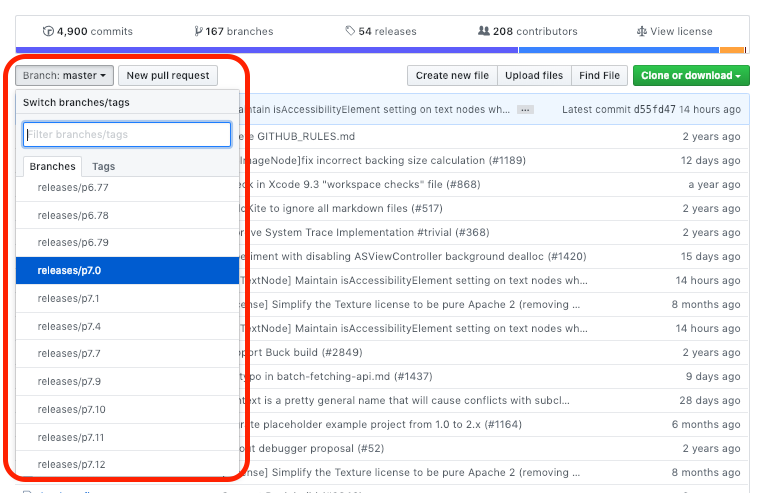 4,900 commits 167 branches 54 releases 208 contributors View license
Branch: master New pull request Create new file Upload files Find File Clone or download
Switch branches/tags
aintain isAccessibilityElement setting on text nodes wh... Latest commit d55fd47 14 hours ago
Filter branches/tags
GITHUB_RULES.md 2 years ago
ImageNode]fix incorrect backing size calculation (#1189) 12 days ago
Branches Tags
releases/p6.77
in Xcode 9.3 "workspace checks" file (#868) a year ago
releases/p6.78
to ignore all markdown files (#517) 2 years ago
releases/p6.79
System Trace Implementation #trivial (#368) 2 years ago
with disabling ASViewController background dealloc (#1420) 15 days ago
releases/p7.0
TextNode] Maintain isAccessibilityElement setting on text nodes wh... 14 hours ago
releases/p7.1
Simplify the Texture license to be pure Apache 2 (removing ... 8 months ago
releases/p7.4
TextNode] Maintain isAccessibilityElement setting on text nodes wh... 14 hours ago
releases/p7.7
Buck build (#2849) 2 years ago
typo in batch-fetching-api.md (#1437) 9 days ago
releases/p7.9
is a pretty general name that will cause conflicts with subcl... 28 days ago
releases/p7.10
placeholder example project from 1.0 to 2.x (#1164) 6 months ago
releases/p7.11
debugger proposal (#52) 2 years ago
releases/p7.12
Simplify the Texture license to be pure Apache 2 (removing ... 8 months ago